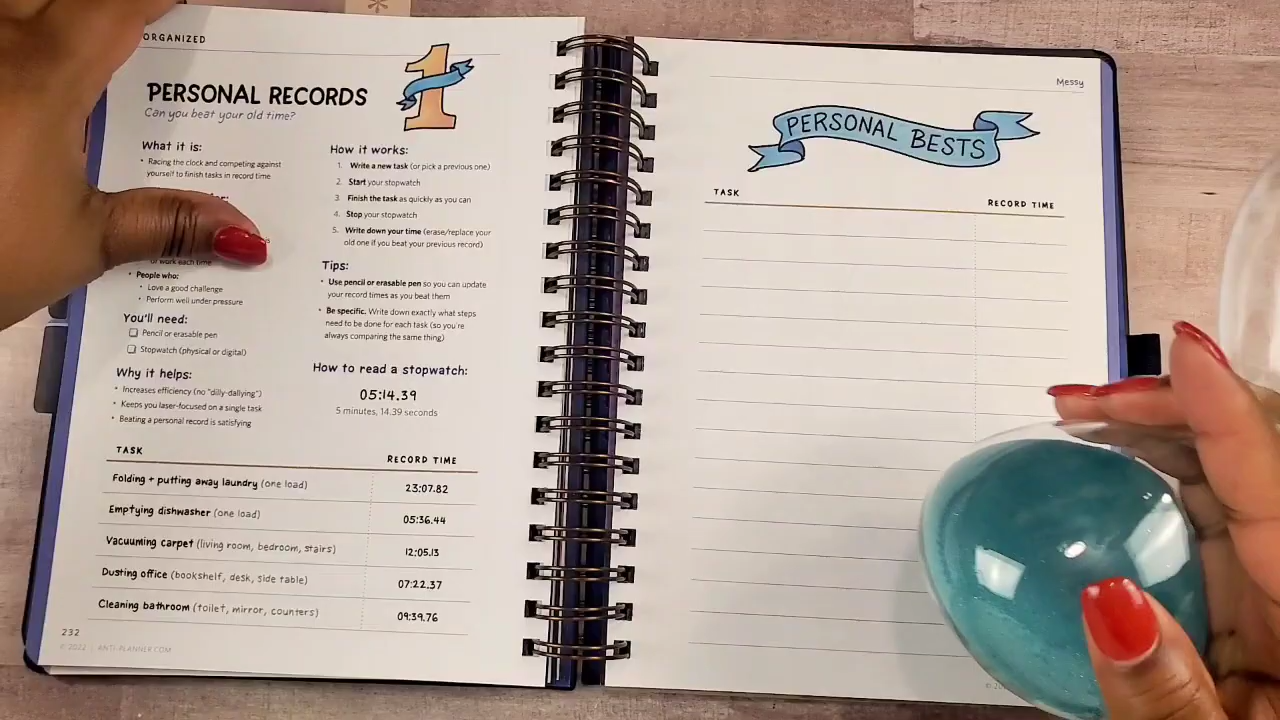 ORGANIZED
1
PERSONAL RECORDS
Can you beat your old time?
What it is:
• Racing the clock and competing against
yourself to finish tasks in record time
of work each time
• People who:
• Love a good challenge
• Perform well under pressure
You'll need:
Pencil or erasable pen
Stopwatch (physical or digital)
Why it helps:
• Increases efficiency (no "dilly-dallying")
• Keeps you laser-focused on a single task
• Beating a personal record is satisfying
How it works:
1. Write a new task (or pick a previous one)
2. Start your stopwatch
3. Finish the task as quickly as you can
4. Stop your stopwatch
5. Write down your time (erase/replace your
old one if you beat your previous record)
Tips:
• Use pencil or erasable pen so you can update
your record times as you beat them
• Be specific. Write down exactly what steps
need to be done for each task (so you're
always comparing the same thing)
How to read a stopwatch:
05:14.39
5 minutes, 14.39 seconds
TASK RECORD TIME
Folding + putting away laundry (one load) 23:07.82
Emptying dishwasher (one load) 05:36.44
Vacuuming carpet (living room, bedroom, stairs) 12:05.13
Dusting office (bookshelf, desk, side table) 07:22.37
Cleaning bathroom (toilet, mirror, counters) 09:39.76
232
© 2022 | ANTI-PLANNER.COM
Messy
PERSONAL BESTS
TASK RECORD TIME